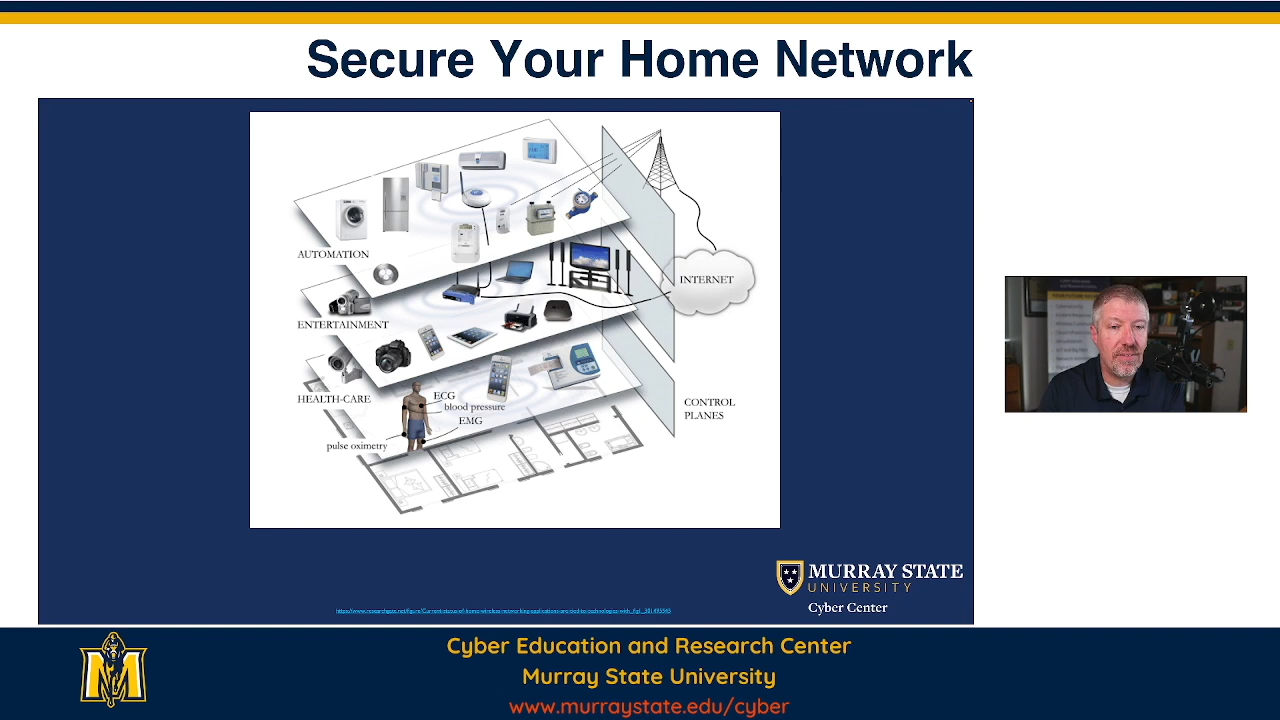 Secure Your Home Network
AUTOMATION
ENTERTAINMENT
HEALTH-CARE
ECG
blood pressure
EMG
pulse oximetry
INTERNET
CONTROL
PLANES
MURRAY STATE
UNIVERSITY
Cyber Center
Cyber Education and Research Center
Murray State University
www.murraystate.edu/cyber